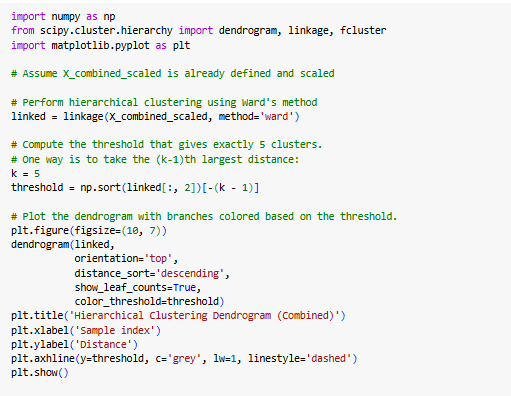 import numpy as np
from scipy.cluster.hierarchy import dendrogram, linkage, fcluster
import matplotlib.pyplot as plt
# Assume X_combined_scaled is already defined and scaled
# Perform hierarchical clustering using Ward's method
linked = linkage(X_combined_scaled, method='ward')
# Compute the threshold that gives exactly 5 clusters.
# One way is to take the (k-1)th largest distance:
k = 5
threshold = np.sort(linked[:, 2])[-(k - 1)]
# Plot the dendrogram with branches colored based on the threshold.
plt.figure(figsize=(10, 7))
dendrogram(linked,
           orientation='top',
           distance_sort='descending',
           show_leaf_counts=True,
           color_threshold=threshold)
plt.title('Hierarchical Clustering Dendrogram (Combined)')
plt.xlabel('Sample index')
plt.ylabel('Distance')
plt.axhline(y=threshold, c='grey', lw=1, linestyle='dashed')
plt.show()